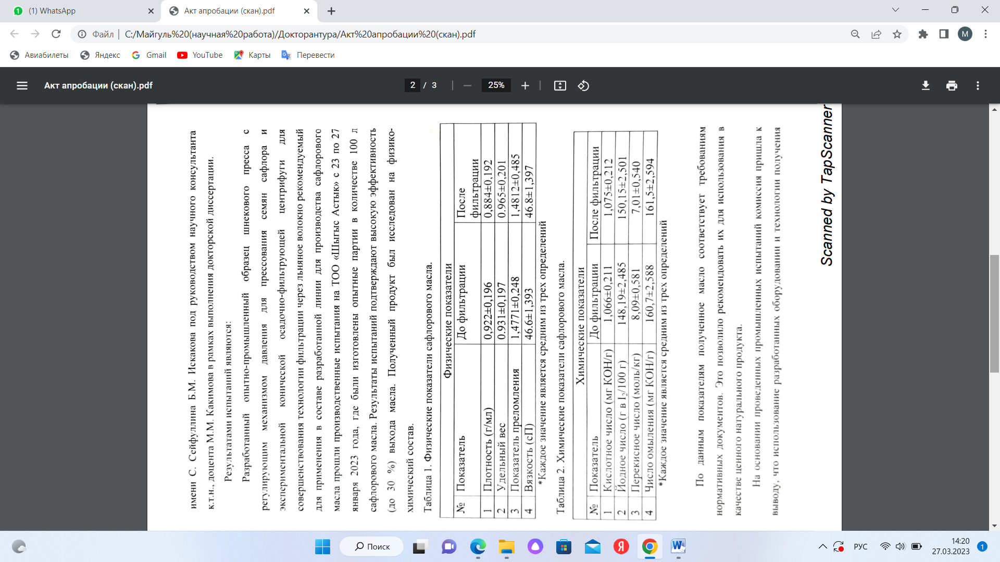 (1) WhatsApp
Акт апробации (скан).pdf
Файл
C:/Майгуль%20(научная%20работа)/Докторантура/Акт%20апробации%20(скан).pdf
M
Авиабилеты
Яндекс
Gmail
YouTube
Карты
Перевести
Акт апробации (скан).pdf
2 / 3
25%
имени С. Сейфуллина Б.М. Искакова под руководством научного консультанта
к.т.н., доцента М.М. Какимова в рамках выполнения докторской диссертации.
Результатами испытаний являются:
Разработанный опытно-промышленный образец шнекового пресса с
регулирующим механизмом давления для прессования семян сафлора и
экспериментальной конической осадочно-фильтрующей центрифуги для
совершенствования технологии фильтрации через льняное волокно рекомендуемый
для применения в составе разработанной линии для производства сафлорового
масла прошли производственные испытания на ТОО «Шыгыс Астык» с 23 по 27
января 2023 года, где были изготовлены опытные партии в количестве 100 л
сафлорового масла. Результаты испытаний подтверждают высокую эффективность
(до 30 %) выхода масла. Полученный продукт был исследован на физико-
химический состав.
Таблица 1. Физические показатели сафлорового масла.
Физические показатели
№ Показатель До фильтрации После фильтрации
1 Плотность (г/мл) 0,922±0,196 0,884±0,192
2 Удельный вес 0.931±0,197 0.965±0,201
3 Показатель преломления 1,4771±0,248 1,4812±0,485
4 Вязкость (сП) 46.6±1,393 46.8±1,397
*Каждое значение является средним из трех определений
Таблица 2. Химические показатели сафлорового масла.
Химические показатели
№ Показатель До фильтрации После фильтрации
1 Кислотное число (мг КОН/г) 1,066±0,211 1,075±0,212
2 Йодное число (г в I₂/100 г) 148,19±2,485 150,15±2,501
3 Перекисное число (моль/кг) 8,09±0,581 7,01±0,540
4 Число омыления (мг КОН/г) 160,7±2,588 161,5±2,594
*Каждое значение является средним из трех определений
По данным показателям полученное масло соответствует требованиям
нормативных документов. Это позволило рекомендовать их для использования в
качестве ценного натурального продукта.
На основании проведенных промышленных испытаний комиссия пришла к
выводу, что использование разработанных оборудовании и технологии получения
Scanned by TapScanner
Поиск
РУС
14:20
27.03.2023
1